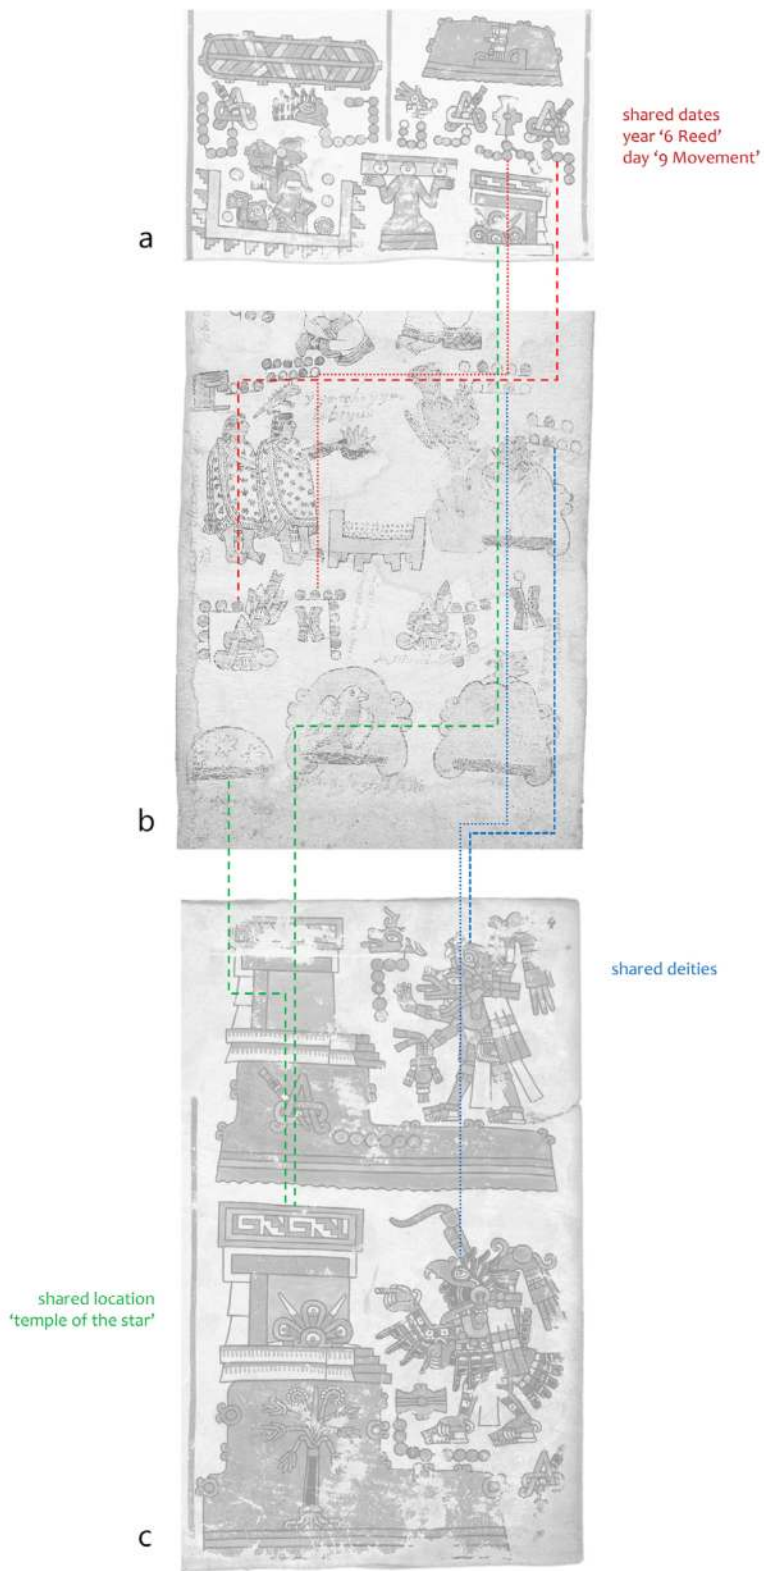 shared dates
year ‘6 Reed’
day ‘9 Movement’
a
b
shared deities
shared location
‘temple of the star’
c